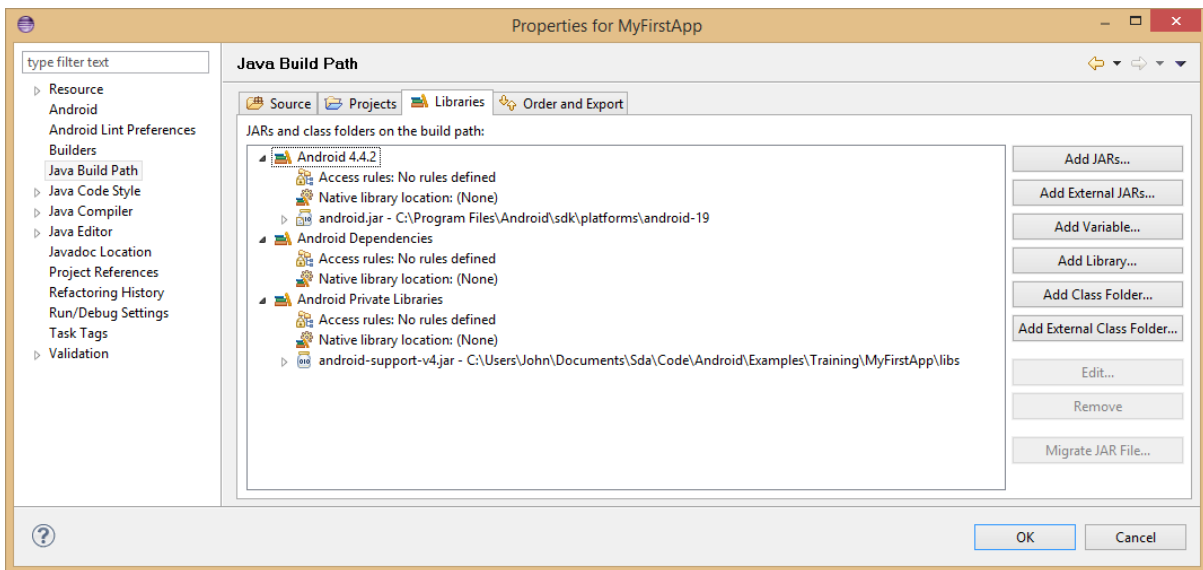 Properties for MyFirstApp
type filter text
Resource
Android
Android Lint Preferences
Builders
Java Build Path
Java Code Style
Java Compiler
Java Editor
Javadoc Location
Project References
Refactoring History
Run/Debug Settings
Task Tags
Validation
Java Build Path
Source Projects Libraries Order and Export
JARs and class folders on the build path:
Android 4.4.2
Access rules: No rules defined
Native library location: (None)
android.jar - C:\Program Files\Android\sdk\platforms\android-19
Android Dependencies
Access rules: No rules defined
Native library location: (None)
Android Private Libraries
Access rules: No rules defined
Native library location: (None)
android-support-v4.jar - C:\Users\John\Documents\Sda\Code\Android\Examples\Training\MyFirstApp\libs
Add JARs...
Add External JARs...
Add Variable...
Add Library...
Add Class Folder...
Add External Class Folder...
Edit...
Remove
Migrate JAR File...
OK Cancel